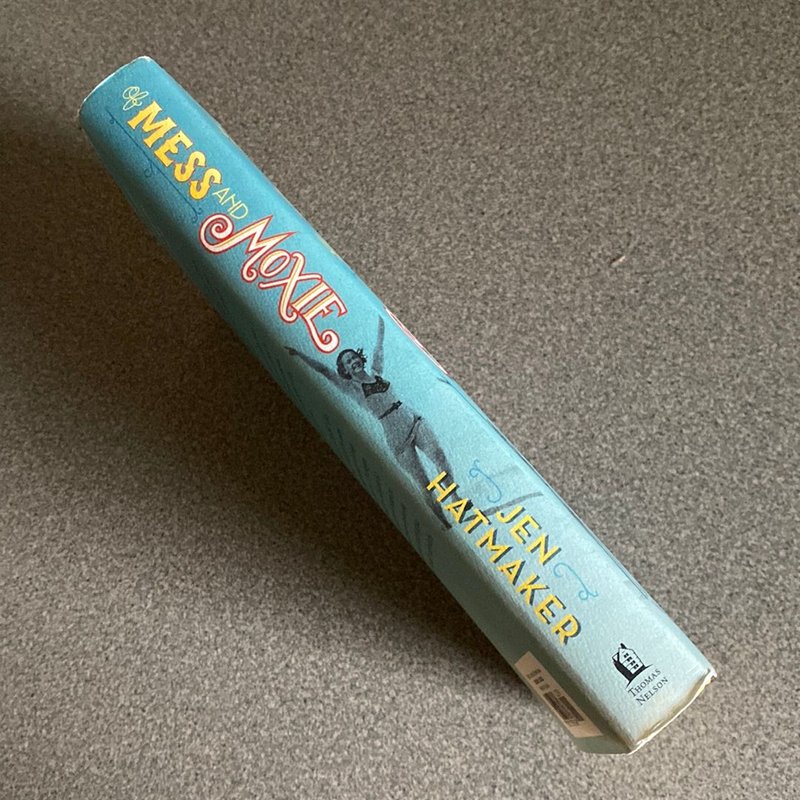 of MESS AND
MOXIE
JEN
HATMAKER
THOMAS
NELSON